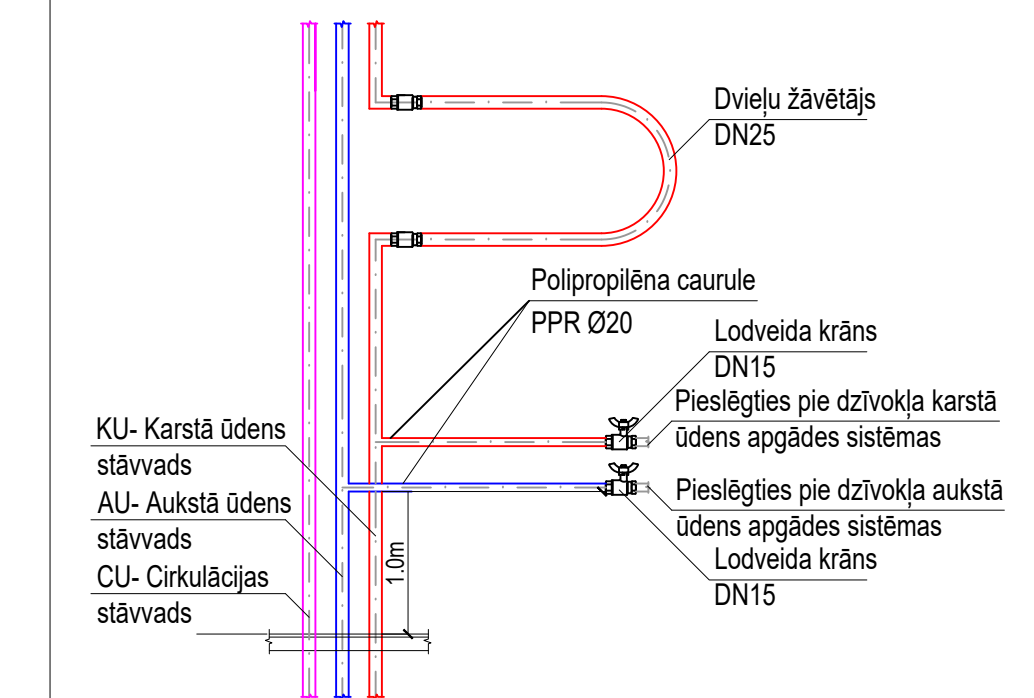 Dvieļu žāvētājs
DN25
Polipropilēna caurule
PPR Ø20
Lodveida krāns
DN15
Pieslēgties pie dzīvokļa karstā
ūdens apgādes sistēmas
KU- Karstā ūdens
stāvvads
AU- Aukstā ūdens
stāvvads
CU- Cirkulācijas
stāvvads
1.0m
Pieslēgties pie dzīvokļa aukstā
ūdens apgādes sistēmas
Lodveida krāns
DN15